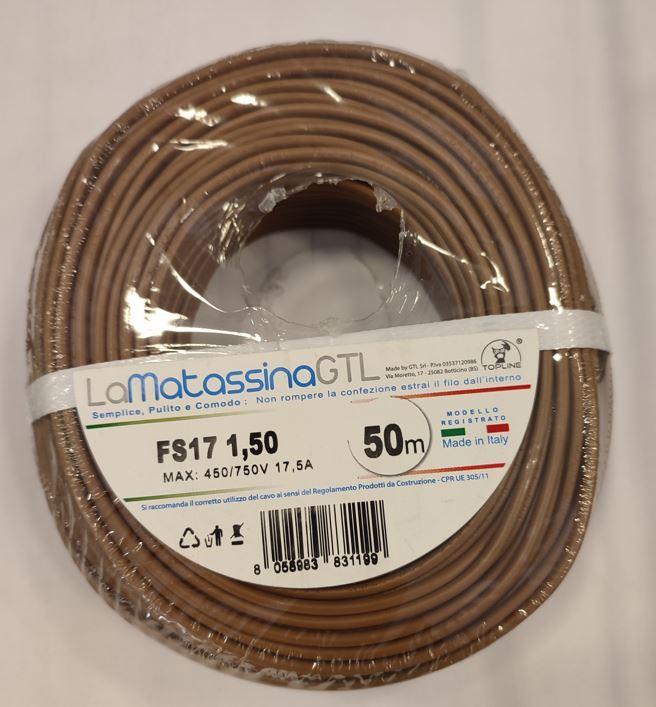 LaMatassinaGTL
Made by GTL Srl - P.Iva 03537120986
Via Moretto, 17 - 25082 Botticino (BS)
TOPLINE ®
Semplice, Pulito e Comodo : Non rompere la confezione estrai il filo dall'interno
FS17 1,50
MAX: 450/750V 17,5A
50m
MODELLO
REGISTRATO
Made in Italy
Si raccomanda il corretto utilizzo del cavo ai sensi del Regolamento Prodotti da Costruzione - CPR UE 305/11
8 058983 831199